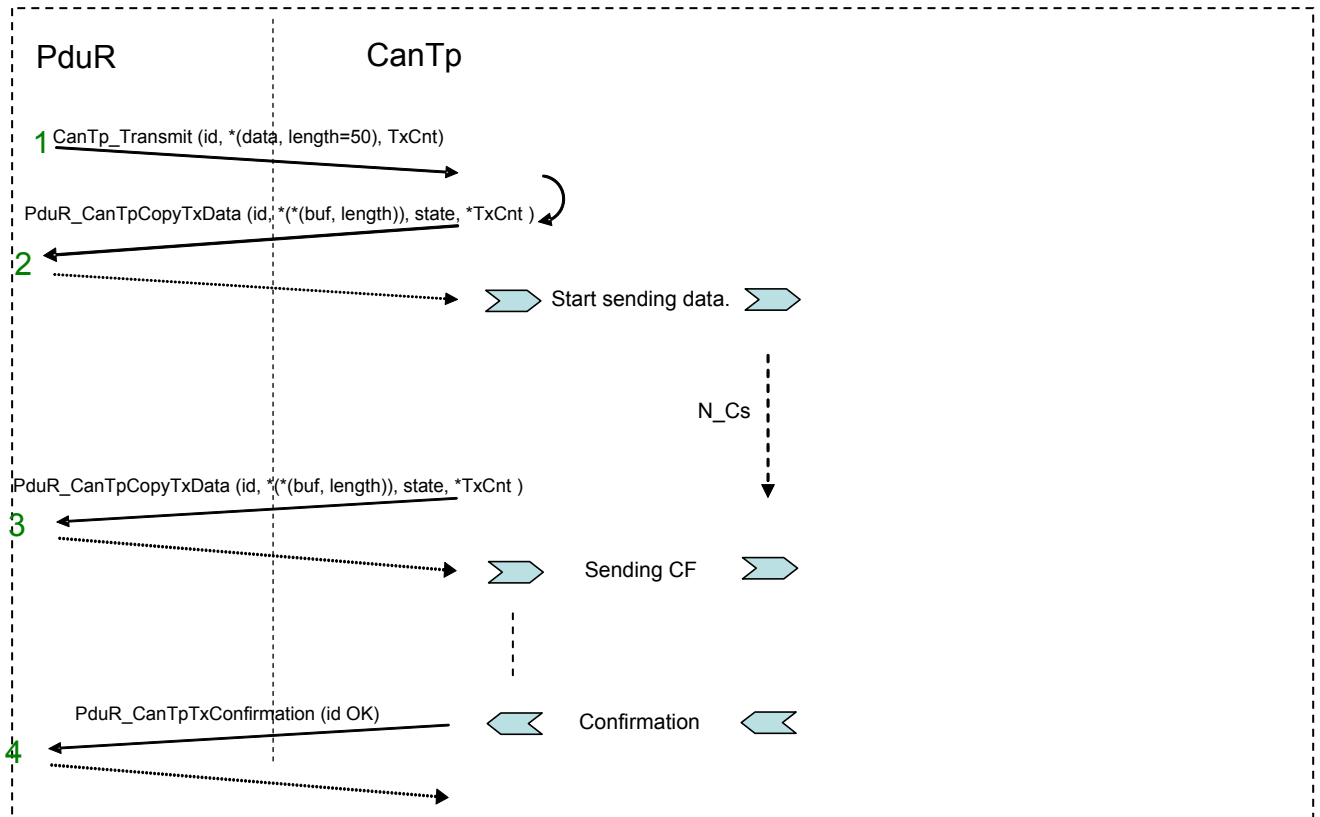 PduR CanTp
1 CanTp_Transmit (id, *(data, length=50), TxCnt)
PduR_CanTpCopyTxData (id, *(*(buf, length)), state, *TxCnt )
2
Start sending data.
N_Cs
PduR_CanTpCopyTxData (id, *(*(buf, length)), state, *TxCnt )
3
Sending CF
PduR_CanTpTxConfirmation (id OK)
Confirmation
4